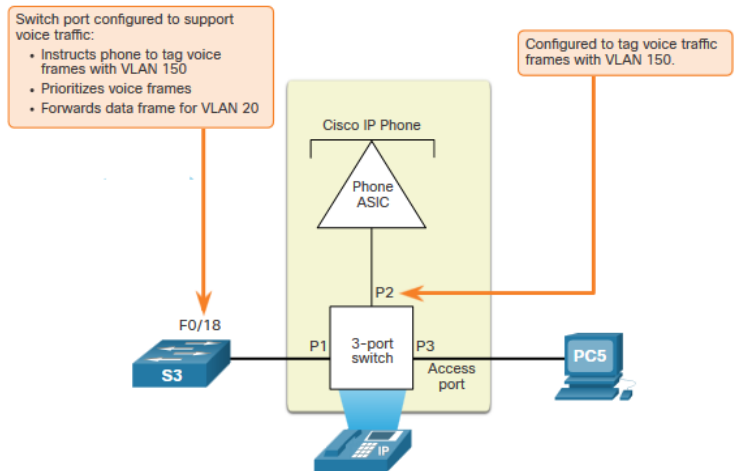 Switch port configured to support
voice traffic:
• Instructs phone to tag voice
frames with VLAN 150
• Prioritizes voice frames
• Forwards data frame for VLAN 20
Configured to tag voice traffic
frames with VLAN 150.
Cisco IP Phone
Phone
ASIC
P2
F0/18
P1
3-port
switch
P3
Access
port
S3
PC5
IP